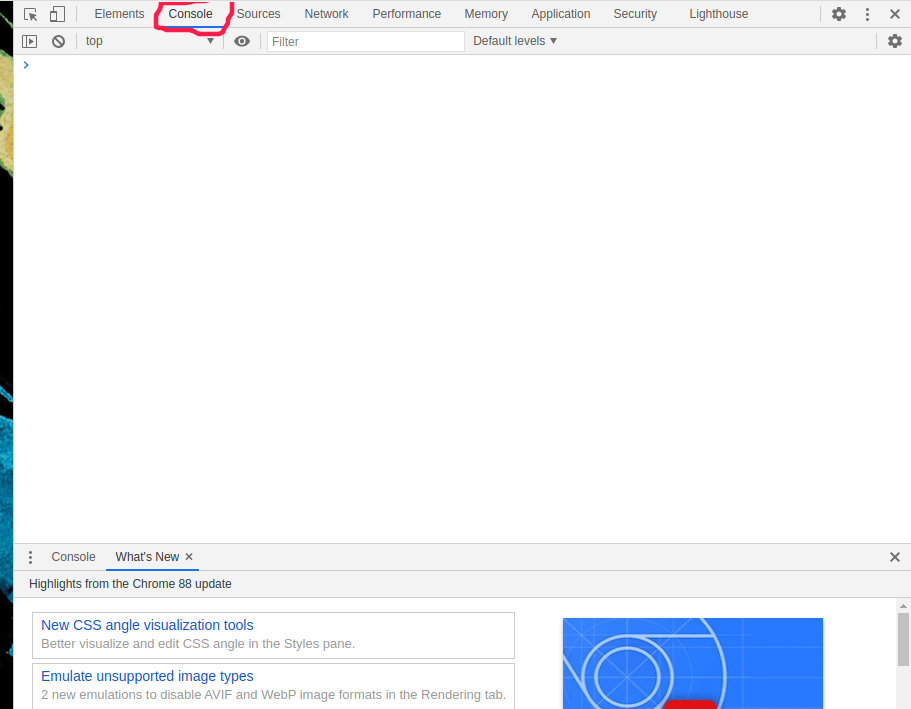 Elements Console Sources Network Performance Memory Application Security Lighthouse
top Filter Default levels
Console What's New
Highlights from the Chrome 88 update
New CSS angle visualization tools
Better visualize and edit CSS angle in the Styles pane.
Emulate unsupported image types
2 new emulations to disable AVIF and WebP image formats in the Rendering tab.